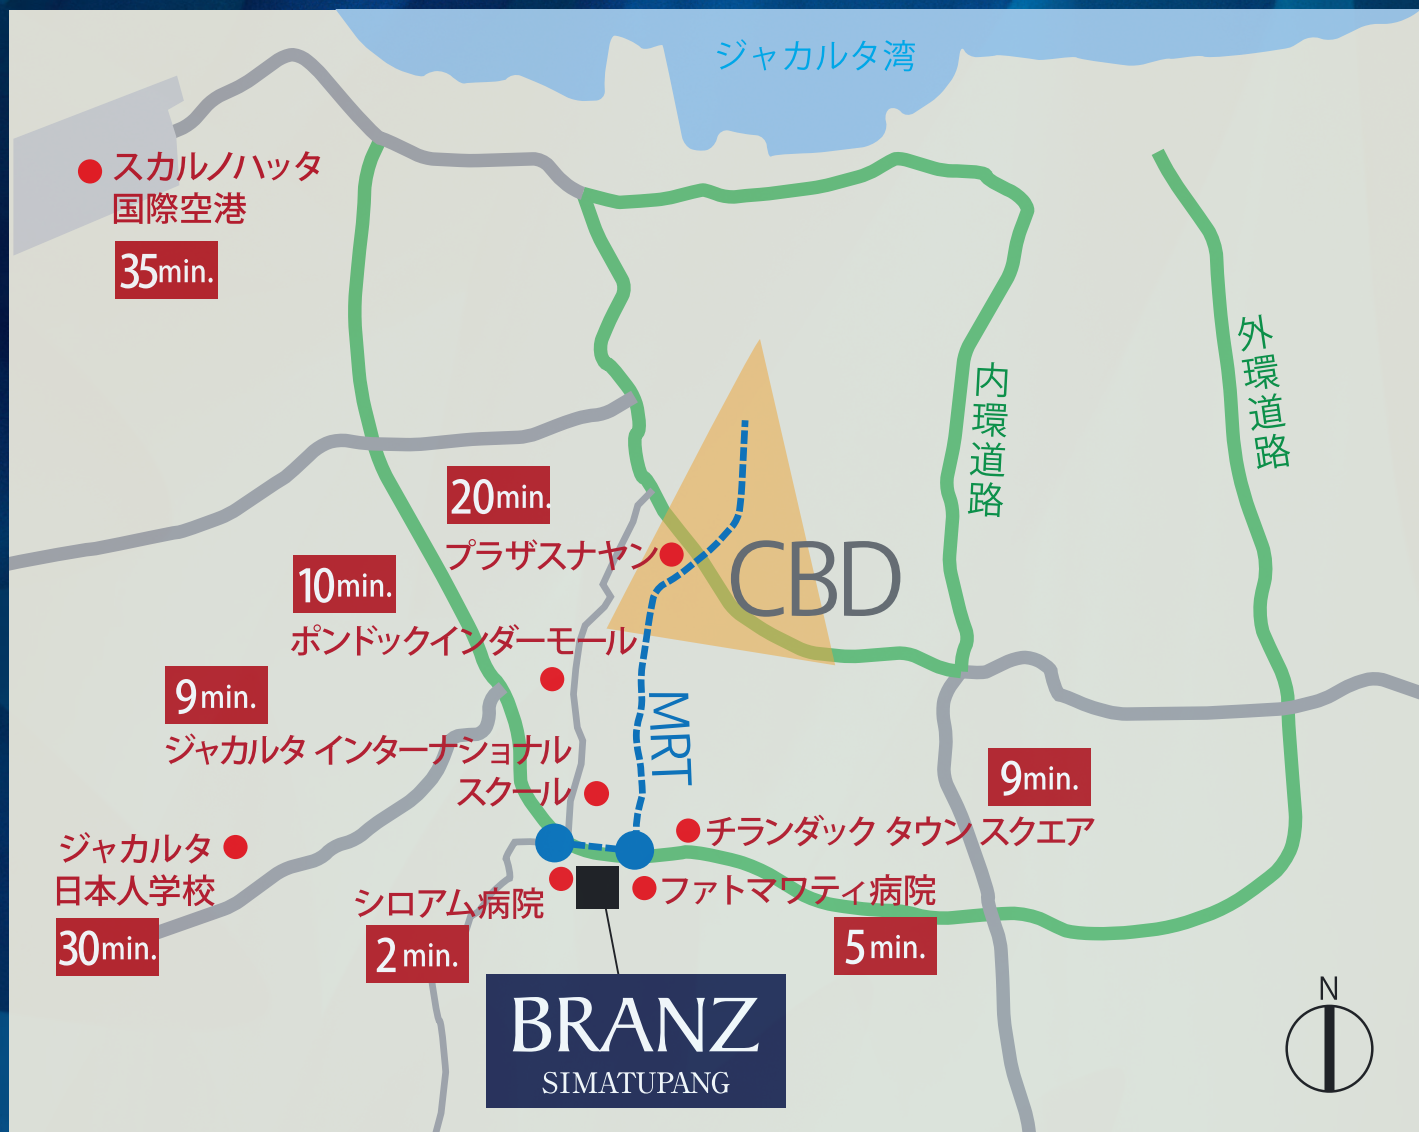 ジャカルタ湾
スカルノハッタ
国際空港
35min.
外環道路
内環道路
20min.
プラザスナヤン
CBD
10min.
ポンドックインダーモール
9min.
ジャカルタ インターナショナル
スクール
MRT
9min.
チランダック タウン スクエア
ジャカルタ
日本人学校
30min.
シロアム病院
2min.
ファトマワティ病院
5min.
BRANZ
SIMATUPANG
N